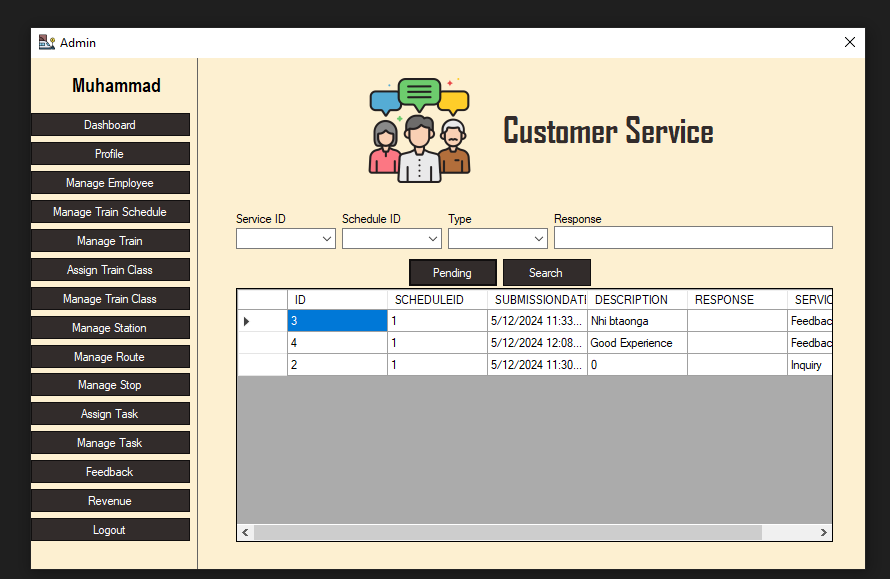 Admin
Muhammad
Dashboard
Profile
Manage Employee
Manage Train Schedule
Manage Train
Assign Train Class
Manage Train Class
Manage Station
Manage Route
Manage Stop
Assign Task
Manage Task
Feedback
Revenue
Logout
Customer Service
Service ID Schedule ID Type Response
Pending Search
ID SCHEDULEID SUBMISSIONDATI DESCRIPTION RESPONSE SERVIC
3 1 5/12/2024 11:33... Nhi btaonga Feedbac
4 1 5/12/2024 12:08... Good Experience Feedbac
2 1 5/12/2024 11:30... 0 Inquiry